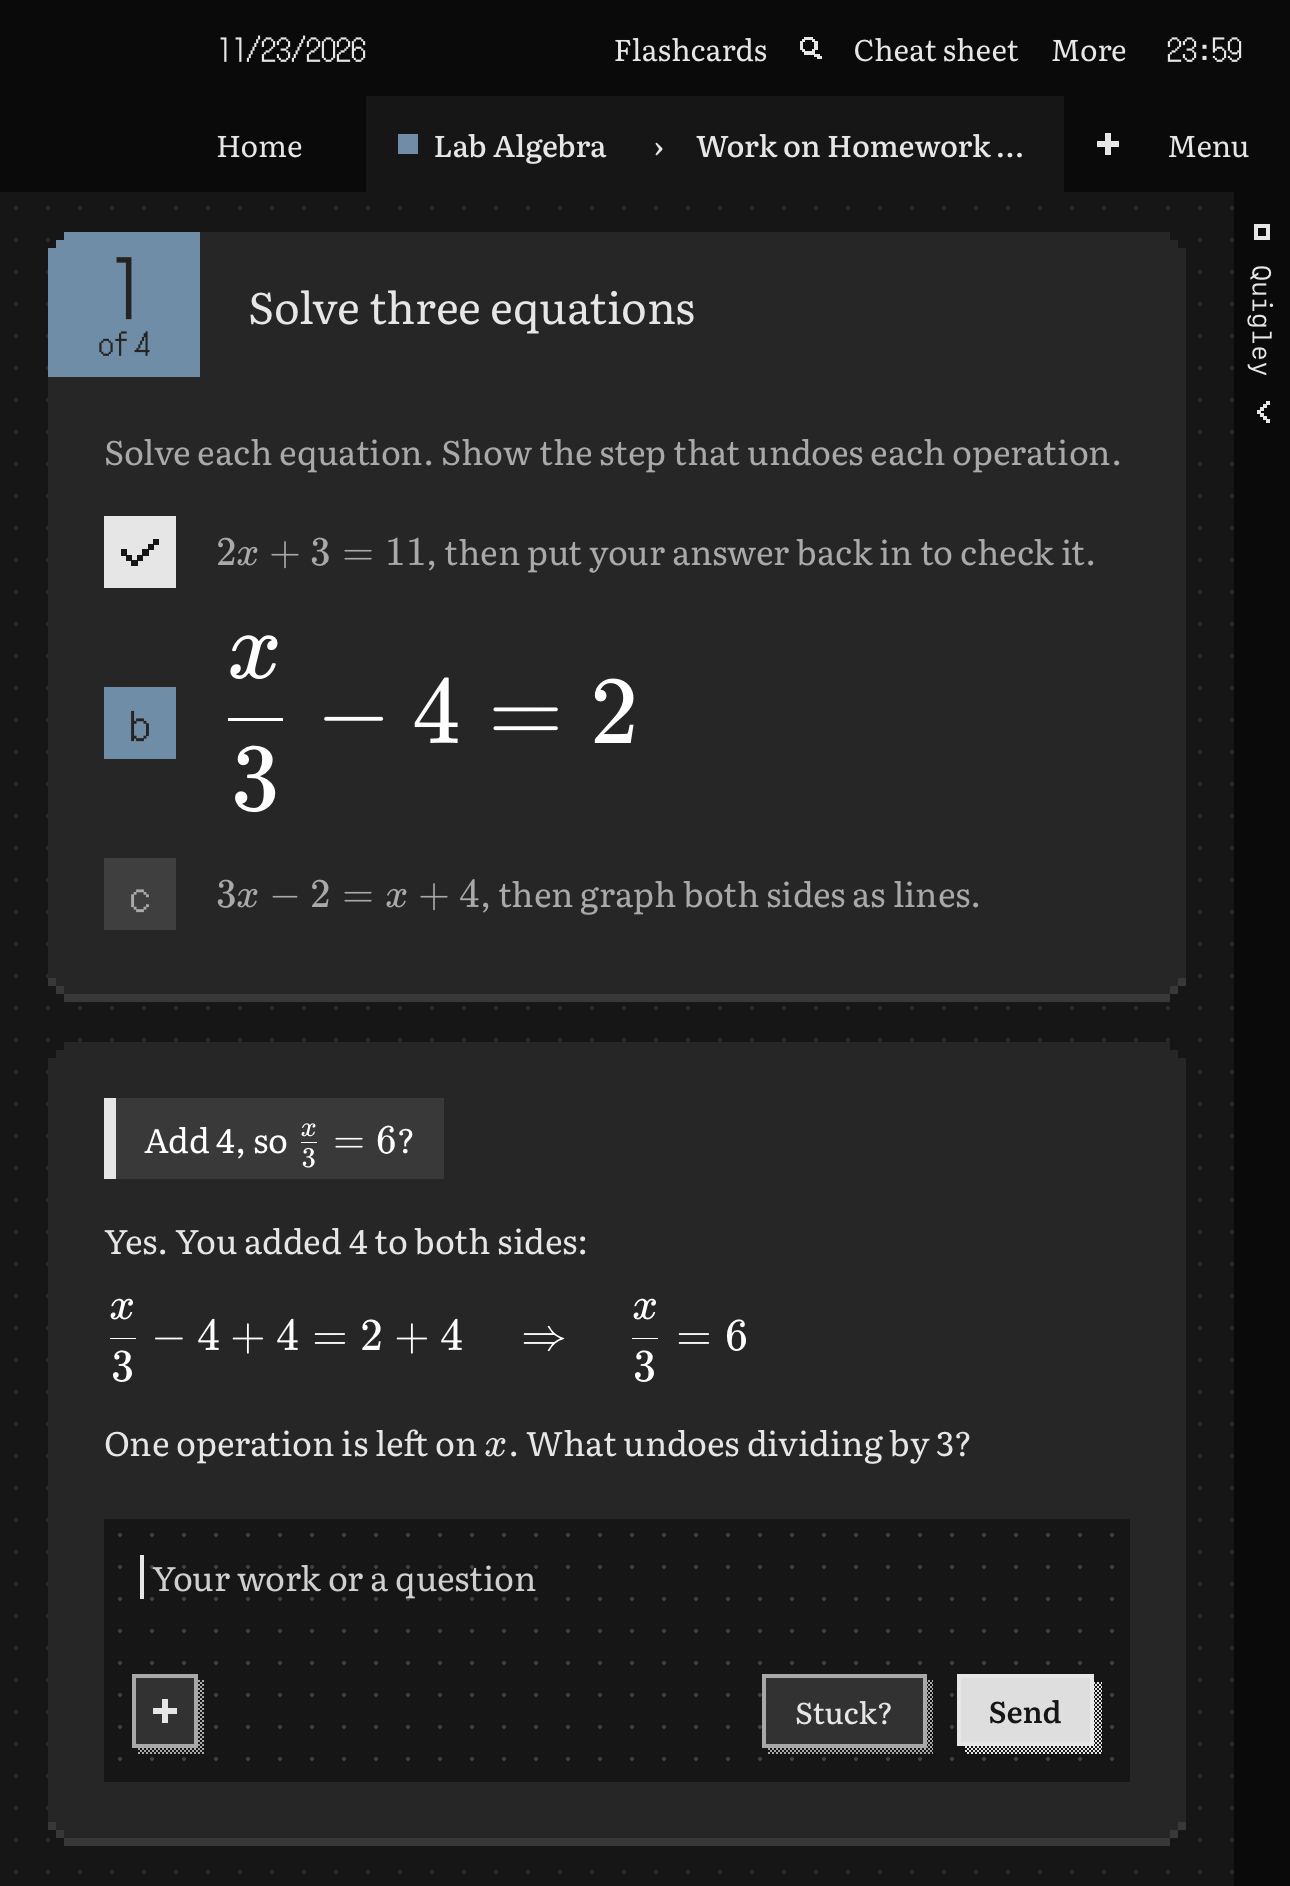 11/23/2026 Flashcards Cheat sheet More 23:59
Home Lab Algebra › Work on Homework ... Menu
Quigley
1 of 4
Solve three equations
Solve each equation. Show the step that undoes each operation.
2x + 3 = 11, then put your answer back in to check it.
b x/3 − 4 = 2
c 3x − 2 = x + 4, then graph both sides as lines.
Add 4, so x/3 = 6?
Yes. You added 4 to both sides:
x/3 − 4 + 4 = 2 + 4 ⇒ x/3 = 6
One operation is left on x. What undoes dividing by 3?
Your work or a question
+ Stuck? Send